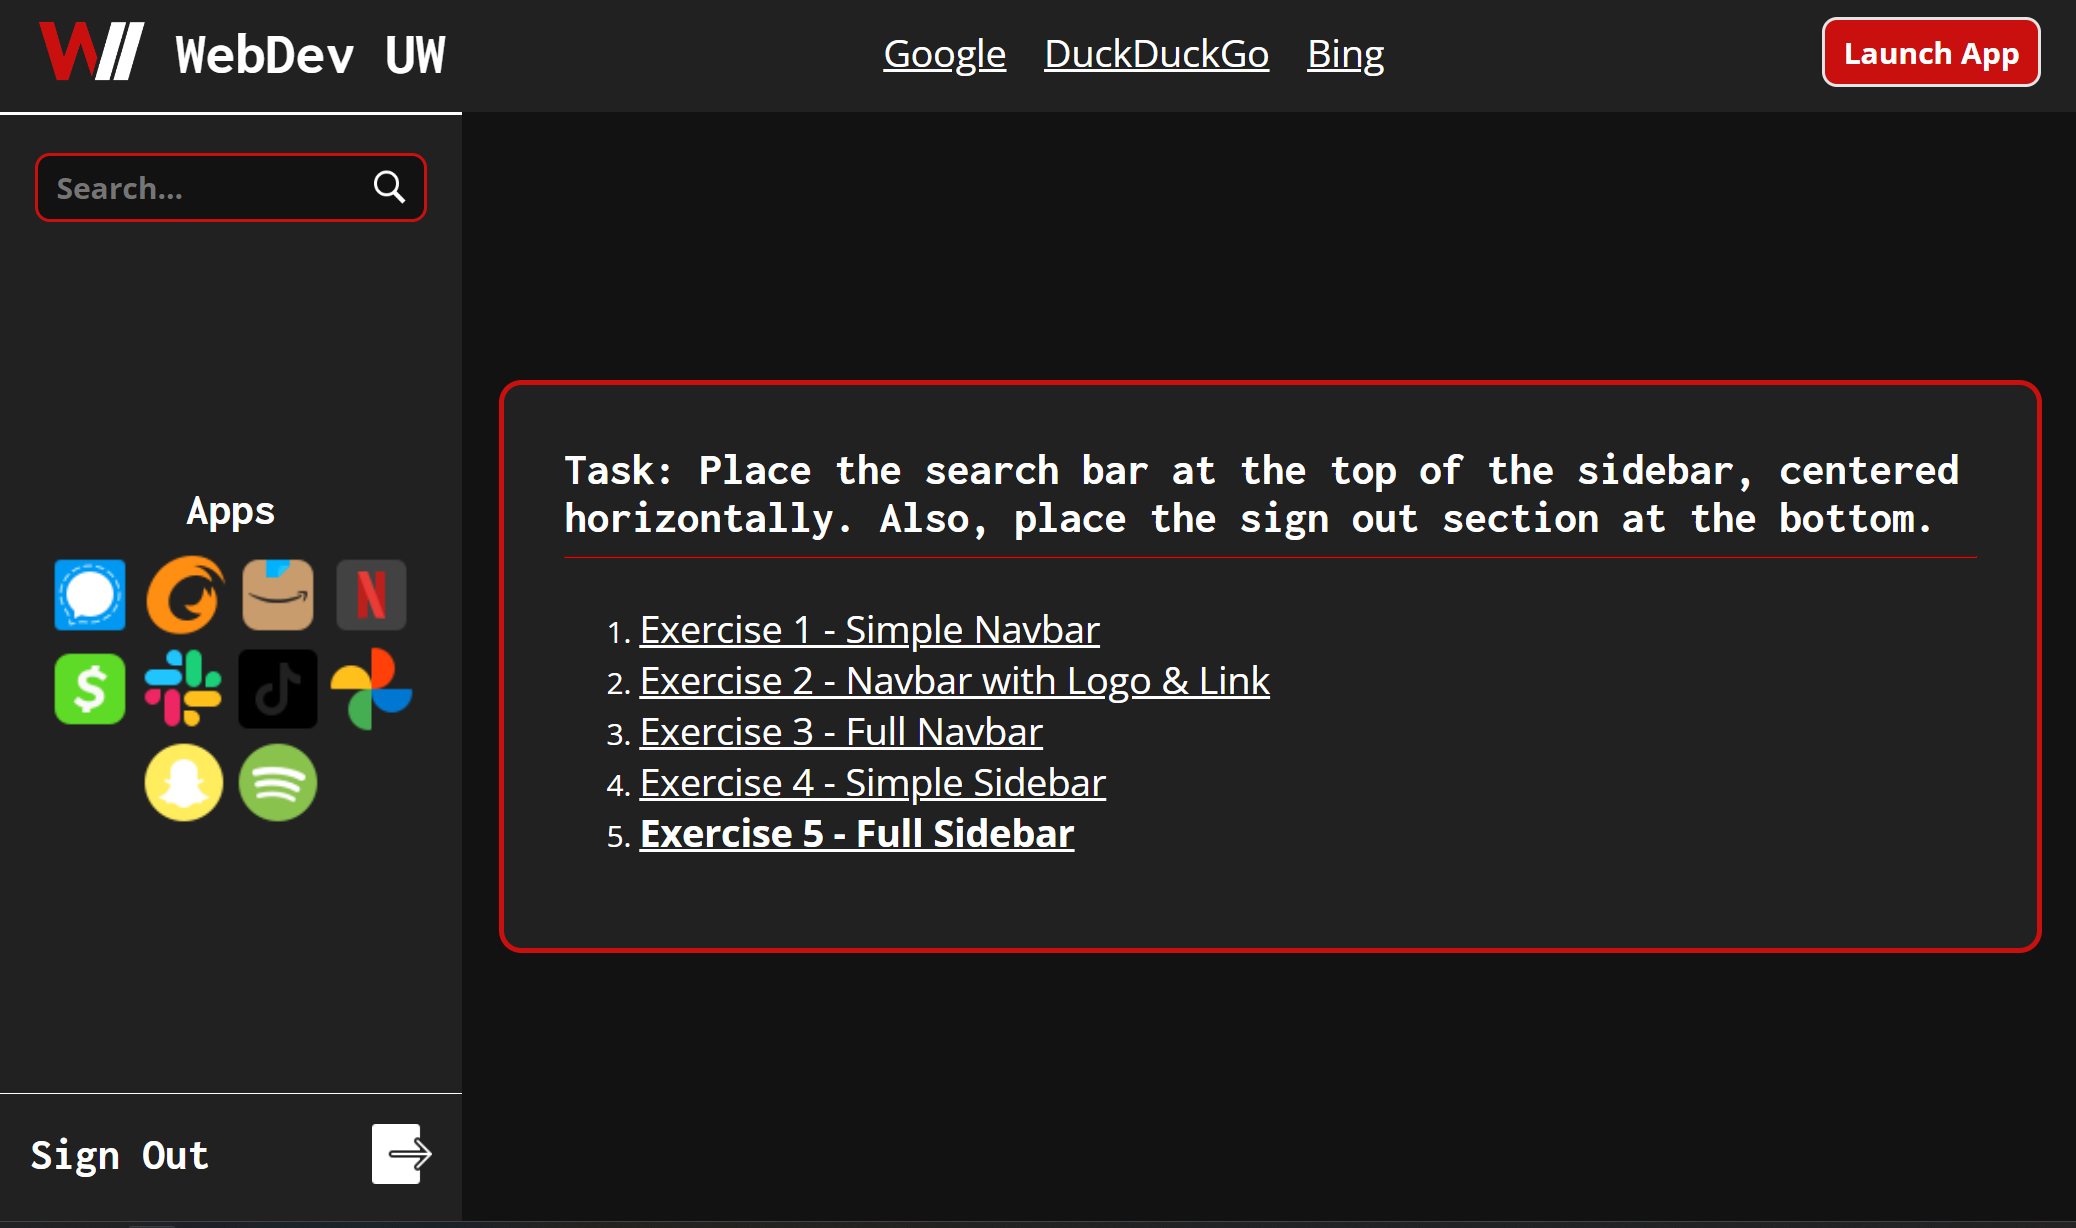 WebDev UW
Google DuckDuckGo Bing
Launch App
Search...
Apps
Task: Place the search bar at the top of the sidebar, centered
horizontally. Also, place the sign out section at the bottom.
1. Exercise 1 - Simple Navbar
2. Exercise 2 - Navbar with Logo & Link
3. Exercise 3 - Full Navbar
4. Exercise 4 - Simple Sidebar
5. Exercise 5 - Full Sidebar
Sign Out